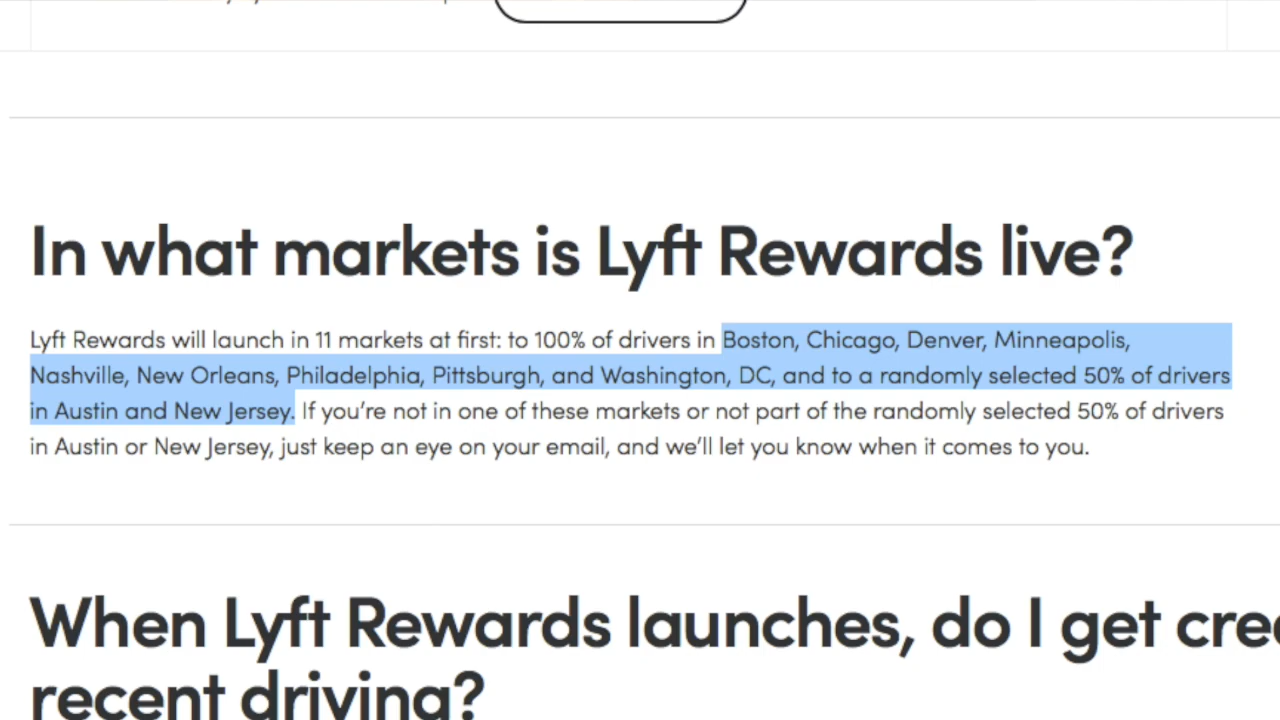 In what markets is Lyft Rewards live?
Lyft Rewards will launch in 11 markets at first: to 100% of drivers in Boston, Chicago, Denver, Minneapolis,
Nashville, New Orleans, Philadelphia, Pittsburgh, and Washington, DC, and to a randomly selected 50% of drivers
in Austin and New Jersey. If you’re not in one of these markets or not part of the randomly selected 50% of drivers
in Austin or New Jersey, just keep an eye on your email, and we’ll let you know when it comes to you.
When Lyft Rewards launches, do I get
recent driving?